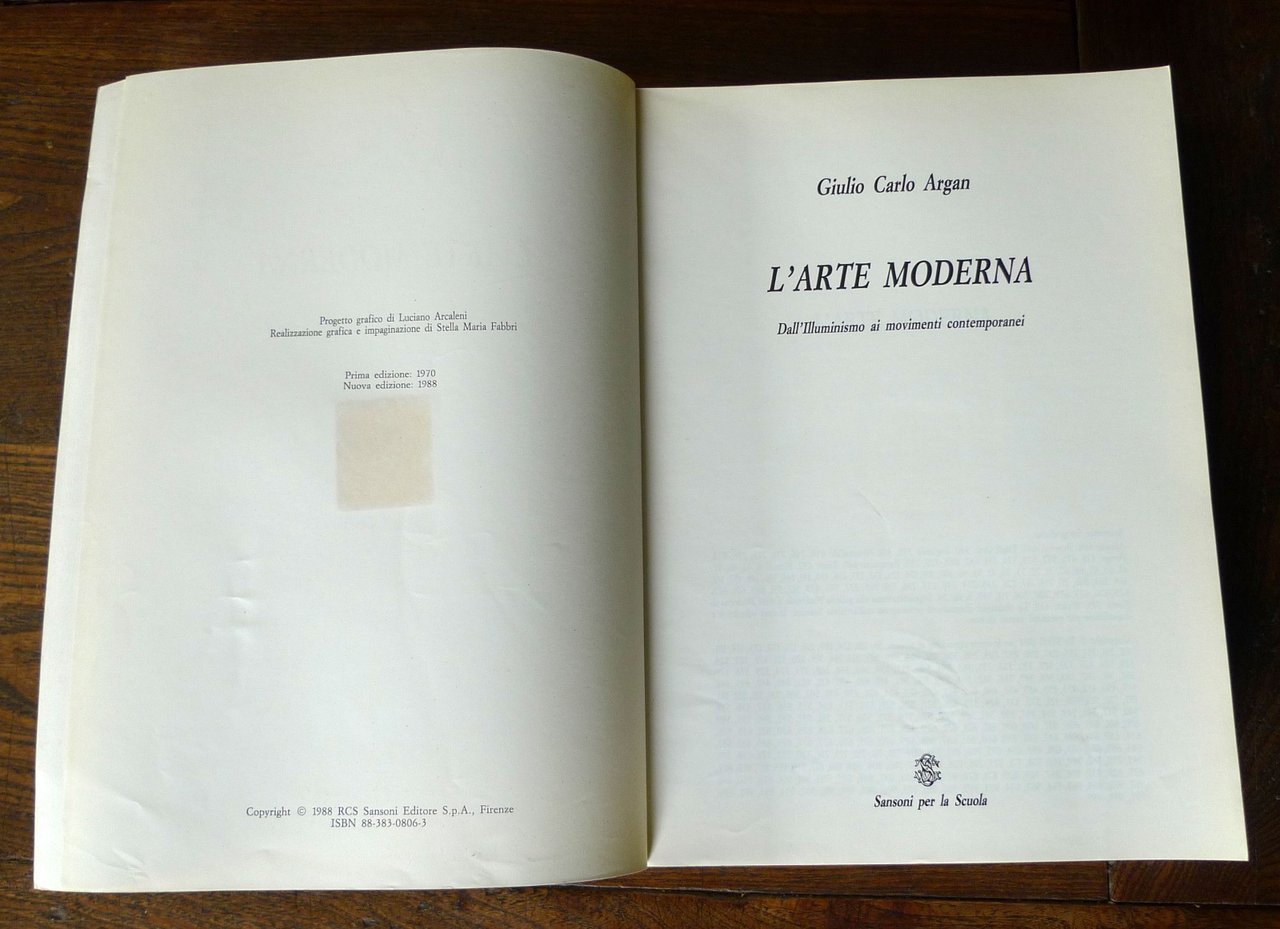 Progetto grafico di Luciano Arcaleni
Realizzazione grafica e impaginazione di Stella Maria Fabbri
Prima edizione: 1970
Nuova edizione: 1988
Copyright © 1988 RCS Sansoni Editore S.p.A., Firenze
ISBN 88-383-0806-3
Giulio Carlo Argan
L'ARTE MODERNA
Dall'Illuminismo ai movimenti contemporanei
Sansoni per la Scuola